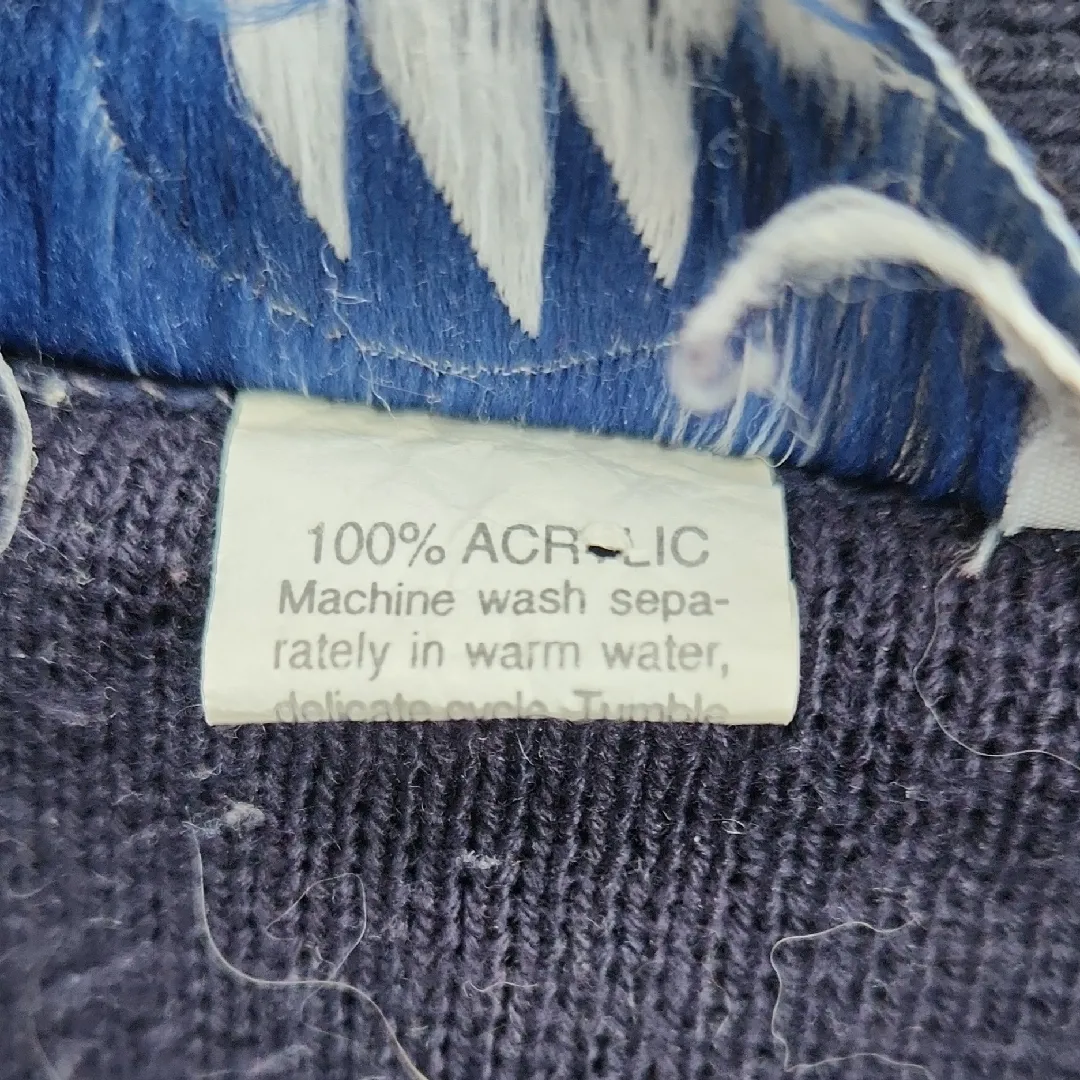 100% ACRYLIC
Machine wash sepa-
rately in warm water,
delicate cycle. Tumble